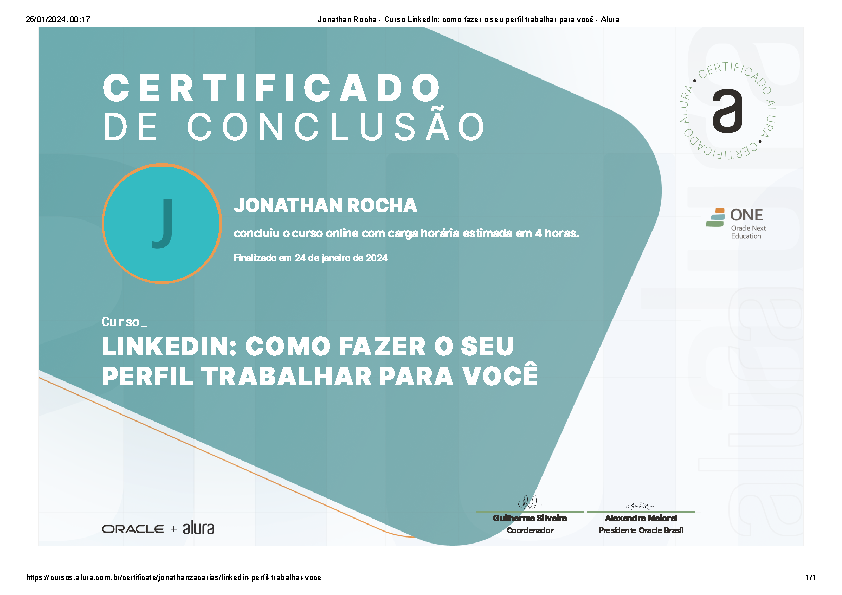 25/01/2024, 00:17
Jonathan Rocha - Curso LinkedIn: como fazer o seu perfil trabalhar para você - Alura
CERTIFICADO
DE CONCLUSÃO
CERTIFICADO ALURA • CERTIFICADO ALURA •
a
J
JONATHAN ROCHA
concluiu o curso online com carga horária estimada em 4 horas.
Finalizado em 24 de janeiro de 2024
ONE
Oracle Next
Education
Curso_
LINKEDIN: COMO FAZER O SEU
PERFIL TRABALHAR PARA VOCÊ
alura
ORACLE + alura
Guilherme Silveira
Coordenador
Alexandre Maioral
Presidente Oracle Brasil
https://cursos.alura.com.br/certificate/jonathanzacarias/linkedin-perfil-trabalhar-voce
1/1